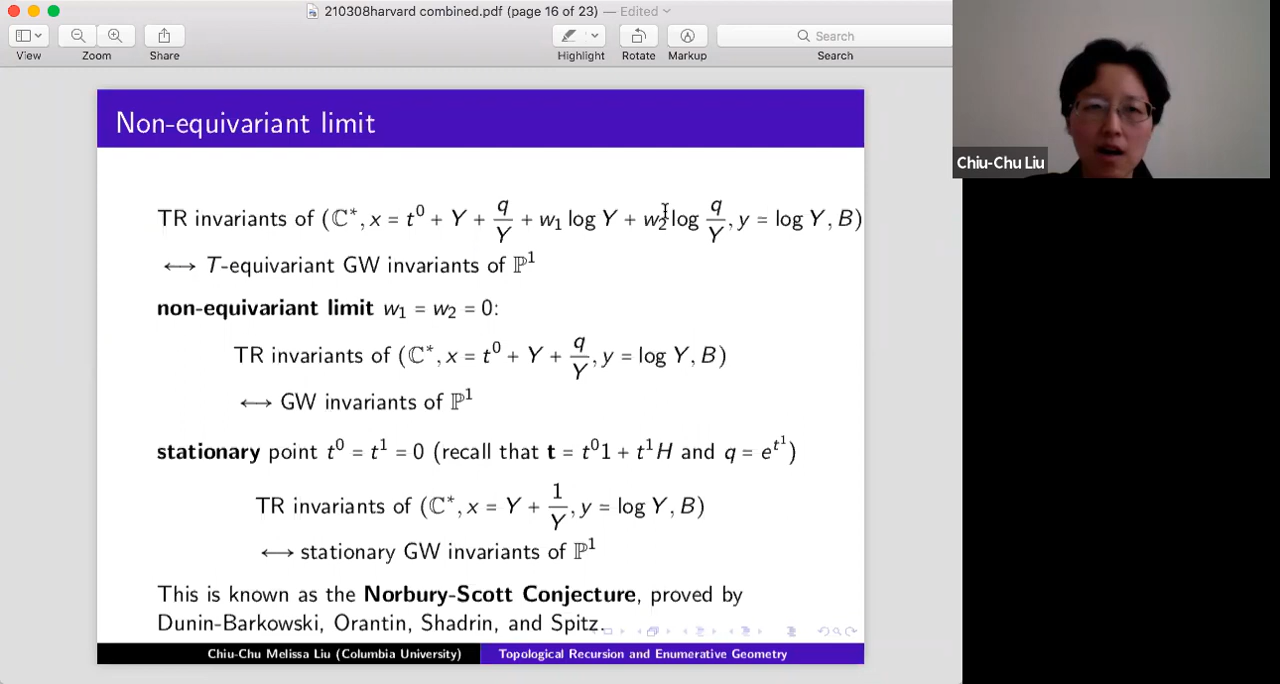 210308harvard combined.pdf (page 16 of 23) — Edited
View Zoom Share Highlight Rotate Markup Search
Search
Non-equivariant limit
Chiu-Chu Liu
TR invariants of (ℂ*, x = t⁰ + Y + q/Y + w₁ log Y + w₂ log q/Y, y = log Y, B)
⟷ T-equivariant GW invariants of ℙ¹
non-equivariant limit w₁ = w₂ = 0:
TR invariants of (ℂ*, x = t⁰ + Y + q/Y, y = log Y, B)
⟷ GW invariants of ℙ¹
stationary point t⁰ = t¹ = 0 (recall that t = t⁰1 + t¹H and q = e^{t¹})
TR invariants of (ℂ*, x = Y + 1/Y, y = log Y, B)
⟷ stationary GW invariants of ℙ¹
This is known as the Norbury-Scott Conjecture, proved by
Dunin-Barkowski, Orantin, Shadrin, and Spitz.
Chiu-Chu Melissa Liu (Columbia University) Topological Recursion and Enumerative Geometry